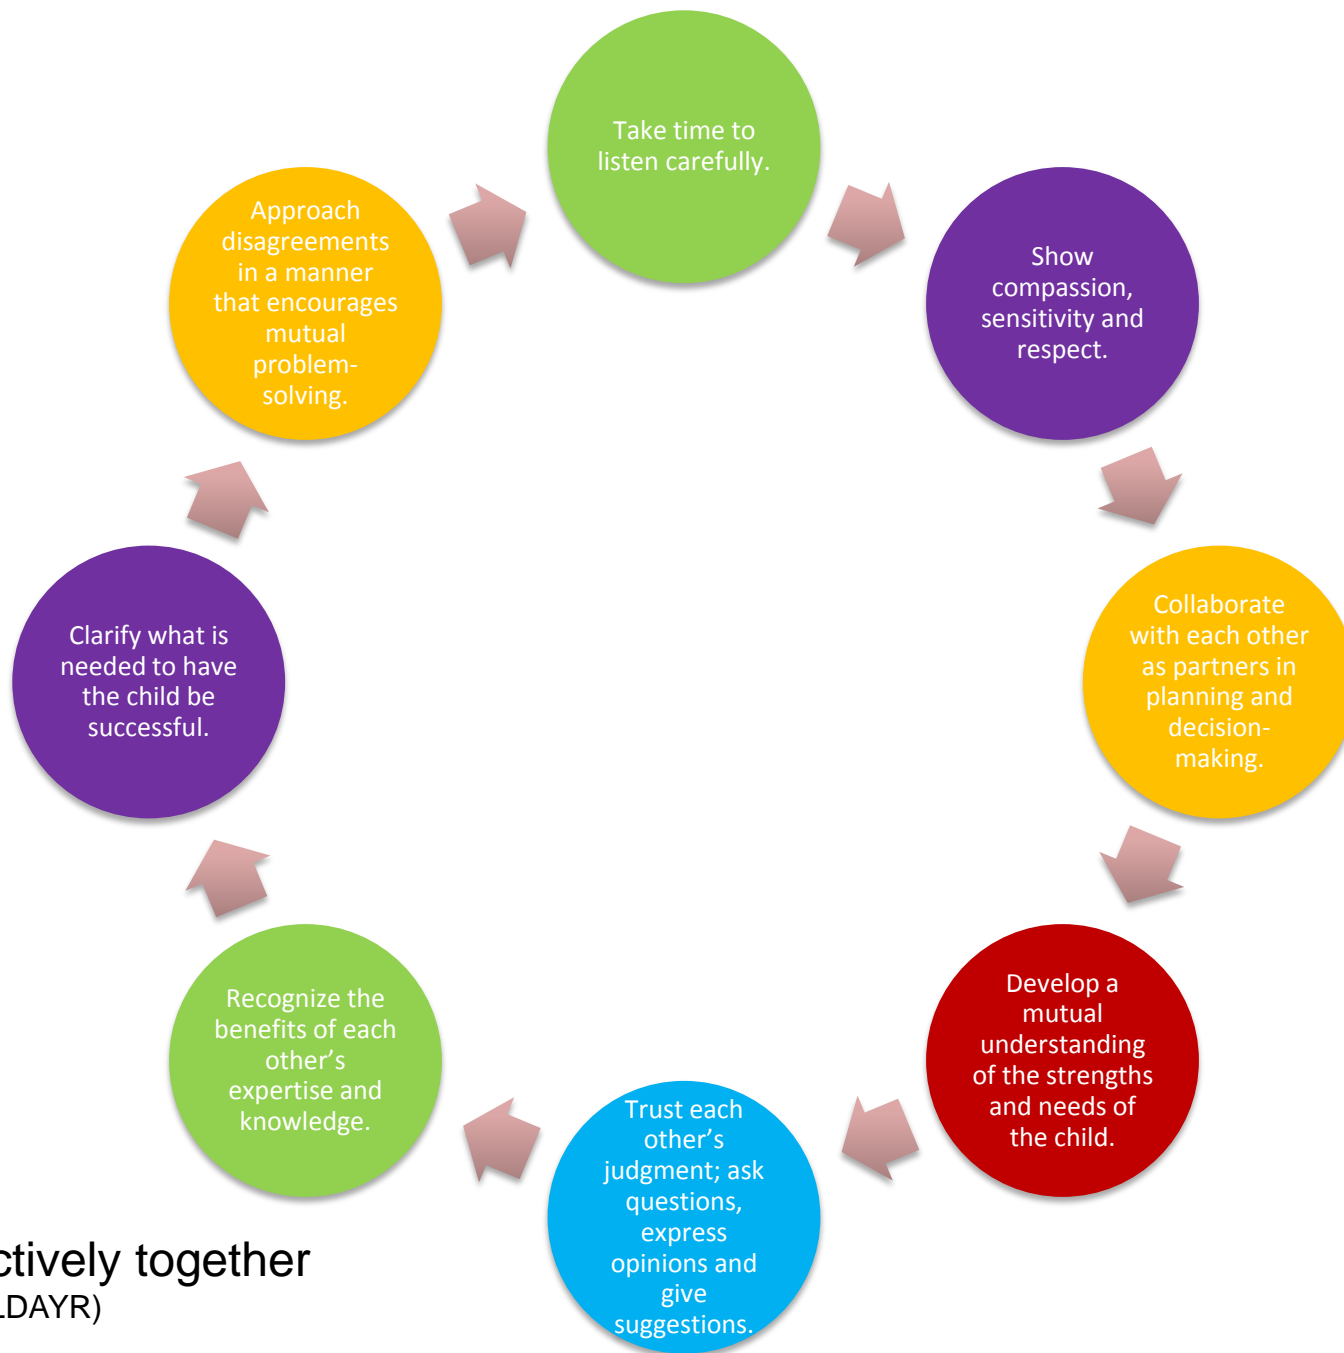 Take time to
listen carefully.
Show
compassion,
sensitivity and
respect.
Collaborate
with each other
as partners in
planning and
decision-
making.
Develop a
mutual
understanding
of the strengths
and needs of
the child.
Trust each
other’s
judgment; ask
questions,
express
opinions and
give
suggestions.
Recognize the
benefits of each
other’s
expertise and
knowledge.
Clarify what is
needed to have
the child be
successful.
Approach
disagreements
in a manner
that encourages
mutual
problem-
solving.
ctively together
LDAYR)